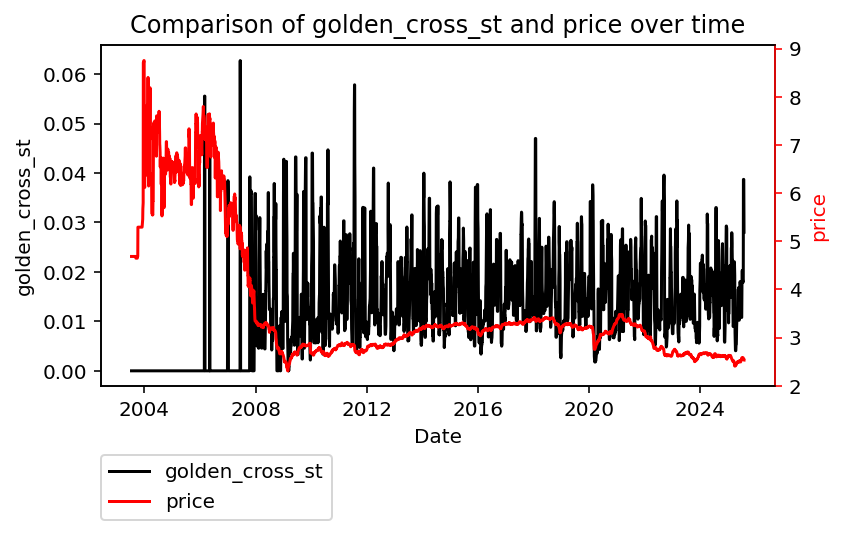 Comparison of golden_cross_st and price over time
golden_cross_st
0.06
0.05
0.04
0.03
0.02
0.01
0.00
9
8
7
6
5
4
3
2
price
2004 2008 2012 2016 2020 2024
Date
golden_cross_st
price